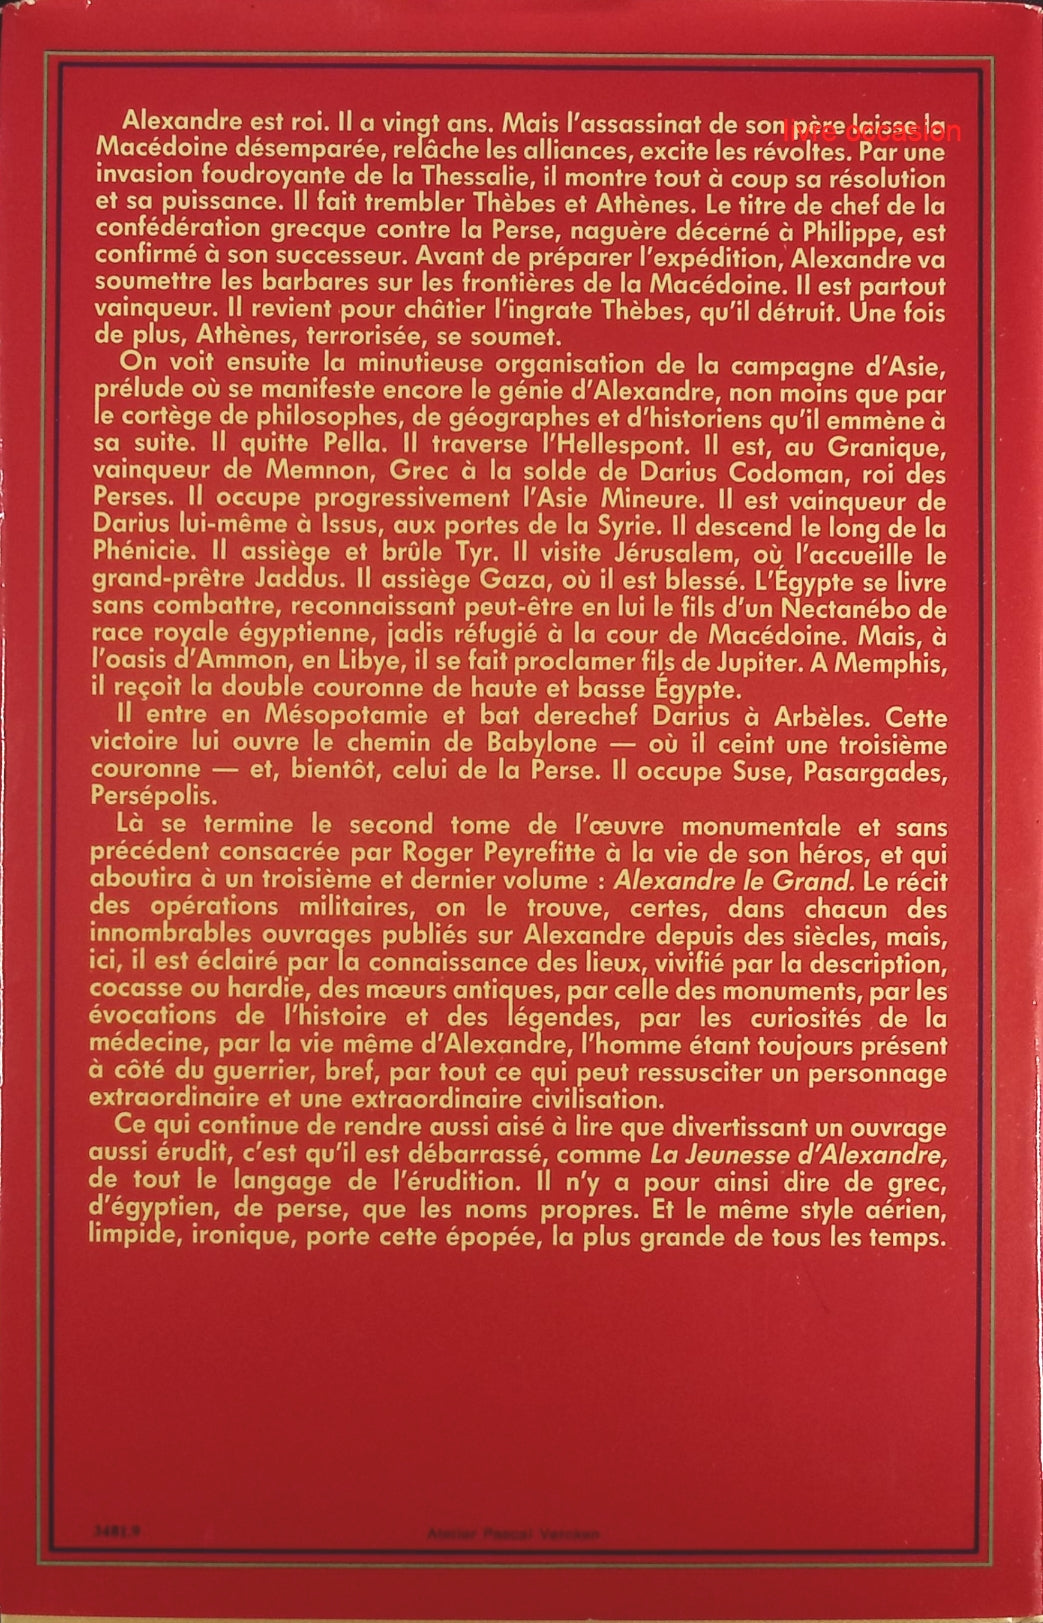 Alexandre est roi. Il a vingt ans. Mais l'assassinat de son père laisse la
livre-occasion
Macédoine désemparée, relâche les alliances, excite les révoltes. Par une
invasion foudroyante de la Thessalie, il montre tout à coup sa résolution
et sa puissance. Il fait trembler Thèbes et Athènes. Le titre de chef de la
confédération grecque contre la Perse, naguère décerné à Philippe, est
confirmé à son successeur. Avant de préparer l'expédition, Alexandre va
soumettre les barbares sur les frontières de la Macédoine. Il est partout
vainqueur. Il revient pour châtier l'ingrate Thèbes, qu'il détruit. Une fois
de plus, Athènes, terrorisée, se soumet.
On voit ensuite la minutieuse organisation de la campagne d'Asie,
prélude où se manifeste encore le génie d'Alexandre, non moins que par
le cortège de philosophes, de géographes et d'historiens qu'il emmène à
sa suite. Il quitte Pella. Il traverse l'Hellespont. Il est, au Granique,
vainqueur de Memnon, Grec à la solde de Darius Codoman, roi des
Perses. Il occupe progressivement l'Asie Mineure. Il est vainqueur de
Darius lui-même à Issus, aux portes de la Syrie. Il descend le long de la
Phénicie. Il assiège et brûle Tyr. Il visite Jérusalem, où l'accueille le
grand-prêtre Jaddus. Il assiège Gaza, où il est blessé. L'Égypte se livre
sans combattre, reconnaissant peut-être en lui le fils d'un Nectanébo de
race royale égyptienne, jadis réfugié à la cour de Macédoine. Mais, à
l'oasis d'Ammon, en Libye, il se fait proclamer fils de Jupiter. A Memphis,
il reçoit la double couronne de haute et basse Égypte.
Il entre en Mésopotamie et bat derechef Darius à Arbèles. Cette
victoire lui ouvre le chemin de Babylone — où il ceint une troisième
couronne — et, bientôt, celui de la Perse. Il occupe Suse, Pasargades,
Persépolis.
Là se termine le second tome de l'œuvre monumentale et sans
précédent consacrée par Roger Peyrefitte à la vie de son héros, et qui
aboutira à un troisième et dernier volume : Alexandre le Grand. Le récit
des opérations militaires, on le trouve, certes, dans chacun des
innombrables ouvrages publiés sur Alexandre depuis des siècles, mais,
ici, il est éclairé par la connaissance des lieux, vivifié par la description,
cocasse ou hardie, des mœurs antiques, par celle des monuments, par les
évocations de l'histoire et des légendes, par les curiosités de la
médecine, par la vie même d'Alexandre, l'homme étant toujours présent
à côté du guerrier, bref, par tout ce qui peut ressusciter un personnage
extraordinaire et une extraordinaire civilisation.
Ce qui continue de rendre aussi aisé à lire que divertissant un ouvrage
aussi érudit, c'est qu'il est débarrassé, comme La Jeunesse d'Alexandre,
de tout le langage de l'érudition. Il n'y a pour ainsi dire de grec,
d'égyptien, de perse, que les noms propres. Et le même style aérien,
limpide, ironique, porte cette épopée, la plus grande de tous les temps.
3481.9
Atelier Pascal Vercken